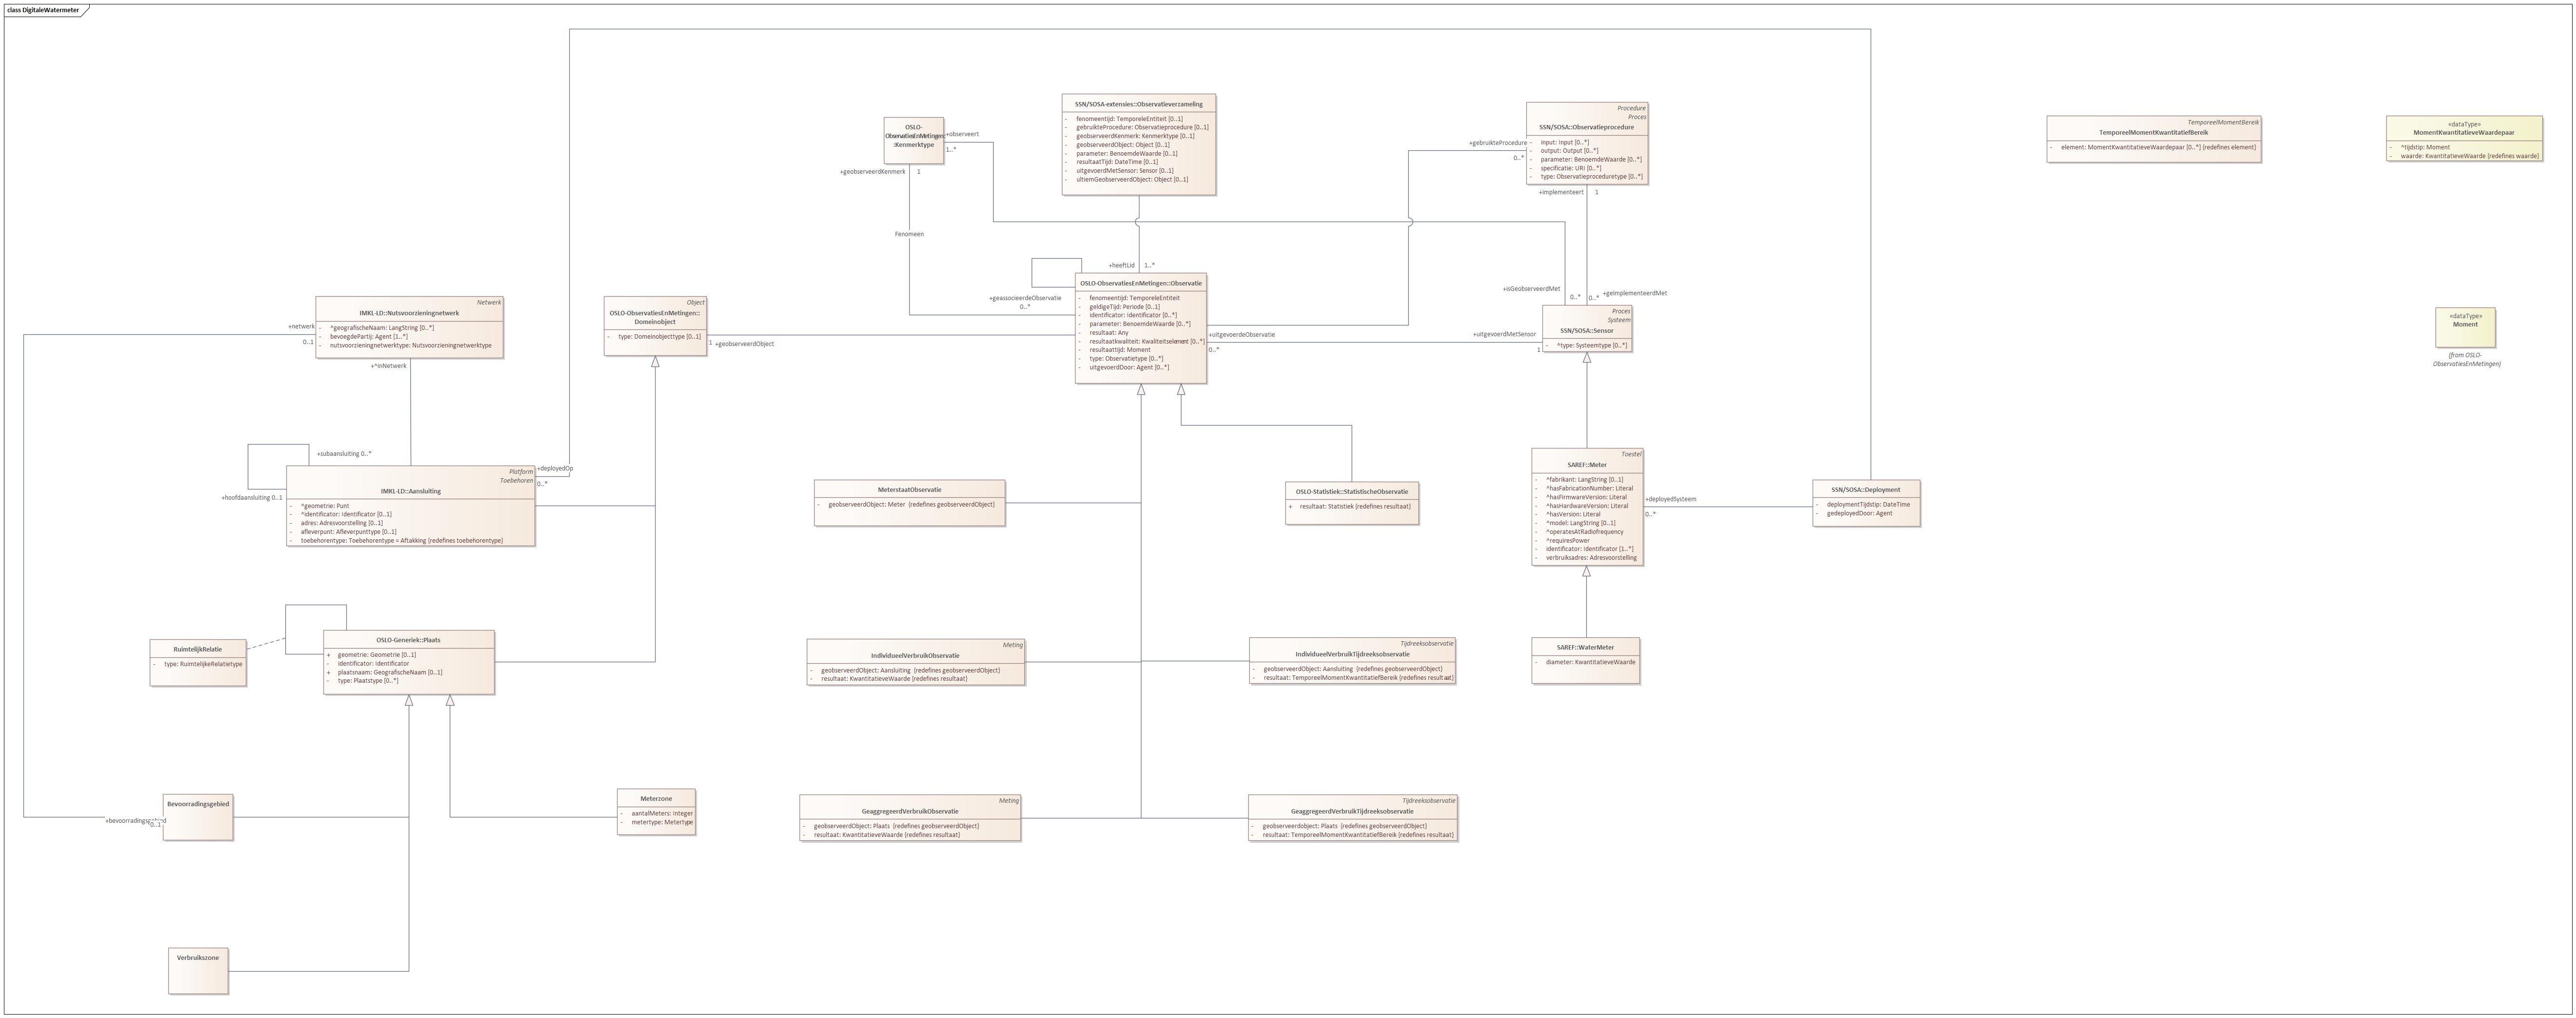 class DigitaleWatermeter
OSLO-
ObservatiesEnMetingen:
:Kenmerktype
+observeert
1..*
+geobserveerdKenmerk
1
Fenomeen
SSN/SOSA-extensies::Observatieverzameling
- fenomeentijd: TemporeleEntiteit [0..1]
- gebruikteProcedure: Observatieprocedure [0..1]
- geobserveerdKenmerk: Kenmerktype [0..1]
- geobserveerdObject: Object [0..1]
- parameter: BenoemdeWaarde [0..1]
- resultaatTijd: DateTime [0..1]
- uitgevoerdMetSensor: Sensor [0..1]
- ultiemGeobserveerdObject: Object [0..1]
Procedure
Proces
SSN/SOSA::Observatieprocedure
- input: Input [0..*]
- output: Output [0..*]
- parameter: BenoemdeWaarde [0..*]
- specificatie: URI [0..*]
- type: Observatieproceduretype [0..*]
+gebruikteProcedure
0..*
+implementeert
1
TemporeelMomentBereik
TemporeelMomentKwantitatiefBereik
- element: MomentKwantitatieveWaardepaar [0..*] {redefines element}
«dataType»
MomentKwantitatieveWaardepaar
- ^tijdstip: Moment
- waarde: KwantitatieveWaarde {redefines waarde}
+heeftLid
1..*
+geassocieerdeObservatie
0..*
OSLO-ObservatiesEnMetingen::Observatie
- fenomeentijd: TemporeleEntiteit
- geldigeTijd: Periode [0..1]
- identificator: Identificator [0..*]
- parameter: BenoemdeWaarde [0..*]
- resultaat: Any
- resultaatkwaliteit: Kwaliteitselement [0..*]
- resultaattijd: Moment
- type: Observatietype [0..*]
- uitgevoerdDoor: Agent [0..*]
+uitgevoerdeObservatie
0..*
+uitgevoerdMetSensor
1
+isGeobserveerdMet
0..*
0..*
+geïmplementeerdMet
Proces
Systeem
SSN/SOSA::Sensor
- ^type: Systeemtype [0..*]
«dataType»
Moment
(from OSLO-
ObservatiesEnMetingen)
Netwerk
IMKL-LD::Nutsvoorzieningnetwerk
- ^geografischeNaam: LangString [0..*]
- bevoegdePartij: Agent [1..*]
- nutsvoorzieningnetwerktype: Nutsvoorzieningnetwerktype
+netwerk
0..1
+^inNetwerk
Object
OSLO-ObservatiesEnMetingen::
Domeinobject
- type: Domeinobjecttype [0..1]
1
+geobserveerdObject
+subaansluiting 0..*
+hoofdaansluiting 0..1
Platform
Toebehoren
IMKL-LD::Aansluiting
- ^geometrie: Punt
- ^identificator: Identificator [0..1]
- adres: Adresvoorstelling [0..1]
- afleverpunt: Afleverpunttype [0..1]
- toebehorentype: Toebehorentype = Aftakking {redefines toebehorentype}
+deployedOp
0..*
MeterstaatObservatie
- geobserveerdObject: Meter {redefines geobserveerdObject}
OSLO-Statistiek::StatistischeObservatie
+ resultaat: Statistiek {redefines resultaat}
Toestel
SAREF::Meter
- ^fabrikant: LangString [0..1]
- ^hasFabricationNumber: Literal
- ^hasFirmwareVersion: Literal
- ^hasHardwareVersion: Literal
- ^hasVersion: Literal
- ^model: LangString [0..1]
- ^operatesAtRadiofrequency
- ^requiresPower
- identificator: Identificator [1..*]
- verbruiksadres: Adresvoorstelling
+deployedSysteem
0..*
SSN/SOSA::Deployment
- deploymentTijdstip: DateTime
- gedeployedDoor: Agent
RuimtelijkRelatie
- type: RuimtelijkeRelatietype
OSLO-Generiek::Plaats
+ geometrie: Geometrie [0..1]
- identificator: Identificator
+ plaatsnaam: GeografischeNaam [0..1]
- type: Plaatstype [0..*]
Meting
IndividueelVerbruikObservatie
- geobserveerdObject: Aansluiting {redefines geobserveerdObject}
- resultaat: KwantitatieveWaarde {redefines resultaat}
Tijdreeksobservatie
IndividueelVerbruikTijdreeksobservatie
- geobserveerdObject: Aansluiting {redefines geobserveerdObject}
- resultaat: TemporeelMomentKwantitatiefBereik {redefines resultaat}
SAREF::WaterMeter
- diameter: KwantitatieveWaarde
Bevoorradingsgebied
+bevoorradingsgebied
0..1
Meterzone
- aantalMeters: Integer
- metertype: Metertype
Meting
GeaggregeerdVerbruikObservatie
- geobserveerdObject: Plaats {redefines geobserveerdObject}
- resultaat: KwantitatieveWaarde {redefines resultaat}
Tijdreeksobservatie
GeaggregeerdVerbruikTijdreeksobservatie
- geobserveerdobject: Plaats {redefines geobserveerdObject}
- resultaat: TemporeelMomentKwantitatiefBereik {redefines resultaat}
Verbruikszone